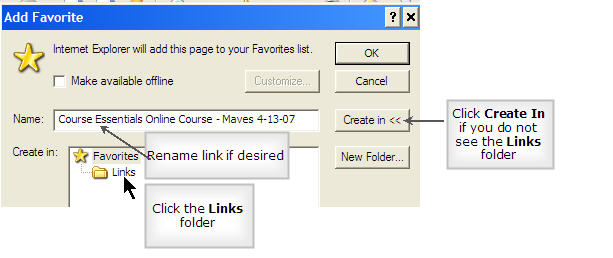 Add Favorite
Internet Explorer will add this page to your Favorites list.
OK
Make available offline
Customize...
Cancel
Name:
Course Essentials Online Course - Maves 4-13-07
Create in <<
Click Create In
if you do not
see the Links
folder
Create in:
Favorites
Links
Rename link if desired
New Folder...
Click the Links
folder